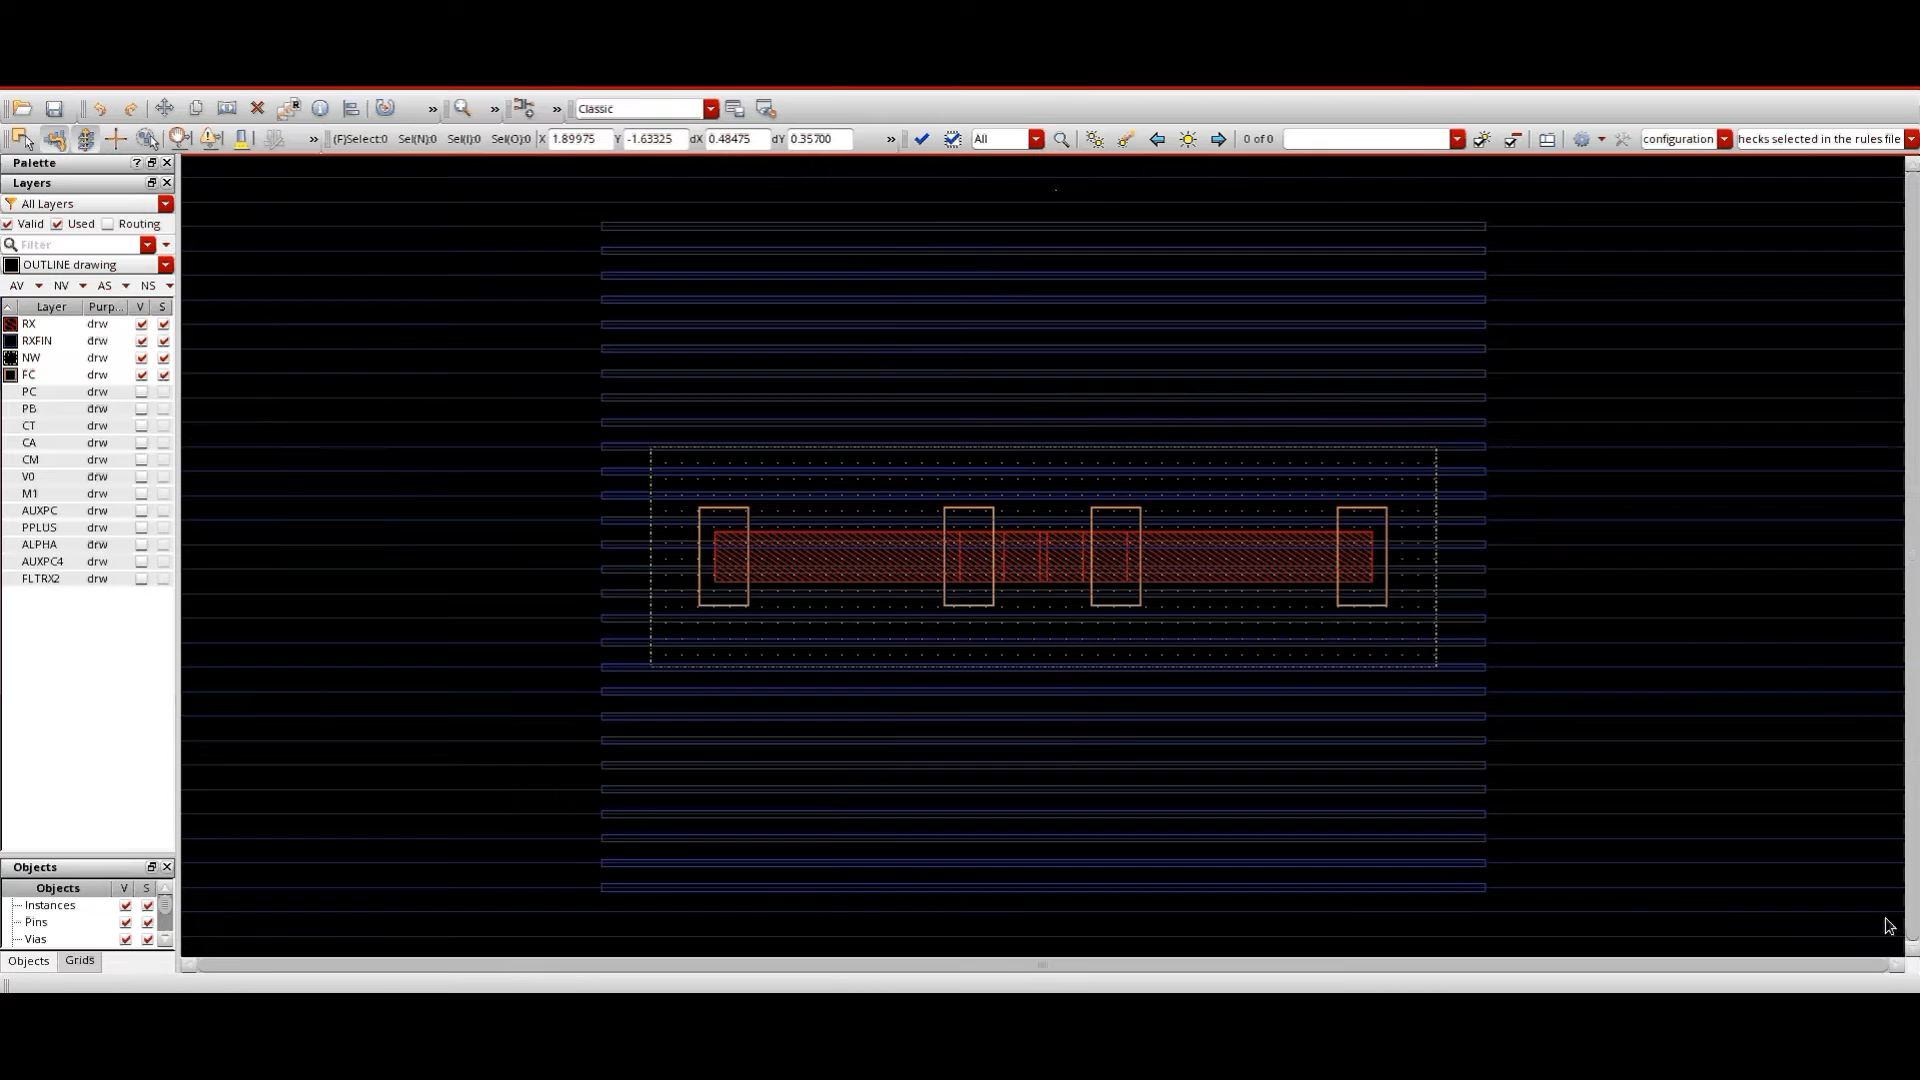 Classic
(F)Select:0 Sel(N):0 Sel(I):0 Sel(O):0 X 1.89975 Y -1.63325 dX 0.48475 dY 0.35700 All 0 of 0 configuration hecks selected in the rules file
Palette
Layers
All Layers
Valid Used Routing
Filter
OUTLINE drawing
AV NV AS NS
Layer Purp... V S
RX drw
RXFIN drw
NW drw
FC drw
PC drw
PB drw
CT drw
CA drw
CM drw
V0 drw
M1 drw
AUXPC drw
PPLUS drw
ALPHA drw
AUXPC4 drw
FLTRX2 drw
Objects
Objects V S
Instances
Pins
Vias
Objects Grids